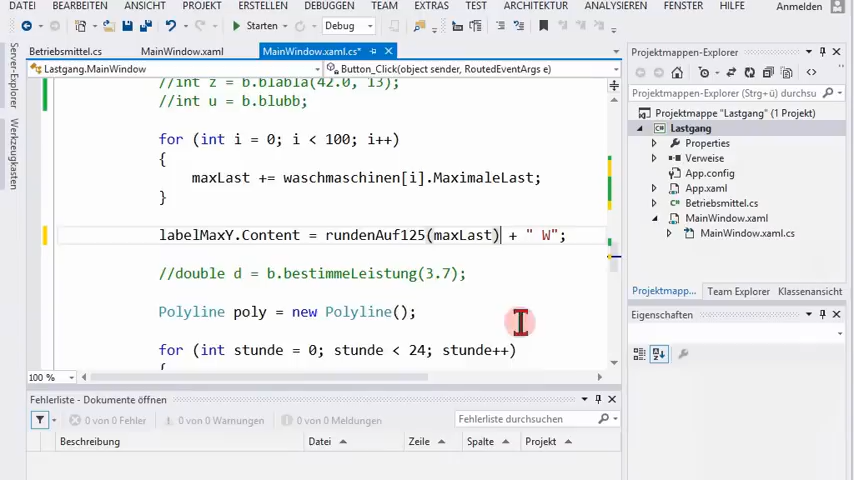 DATEI BEARBEITEN ANSICHT PROJEKT ERSTELLEN DEBUGGEN TEAM EXTRAS TEST ARCHITEKTUR ANALYSIEREN FENSTER HILFE
Anmelden
Starten Debug
Server-Explorer
Werkzeugkasten
Betriebsmittel.cs MainWindow.xaml MainWindow.xaml.cs*
Lastgang.MainWindow Button_Click(object sender, RoutedEventArgs e)
//int z = b.blabla(42.0, 13);
//int u = b.blubb;
for (int i = 0; i < 100; i++)
{
maxLast += waschmaschinen[i].MaximaleLast;
}
labelMaxY.Content = rundenAuf125(maxLast) + " W";
//double d = b.bestimmeLeistung(3.7);
Polyline poly = new Polyline();
for (int stunde = 0; stunde < 24; stunde++)
{
100 %
Fehlerliste - Dokumente öffnen
0 von 0 Fehler 0 von 0 Warnungen 0 von 0 Meldungen Fehlerliste durchsuchen
Beschreibung Datei Zeile Spalte Projekt
Projektmappen-Explorer
Projektmappen-Explorer (Strg+ü) durchsu
Projektmappe "Lastgang" (1 Projekt)
Lastgang
Properties
Verweise
App.config
App.xaml
Betriebsmittel.cs
MainWindow.xaml
MainWindow.xaml.cs
Projektmapp... Team Explorer Klassenansicht
Eigenschaften